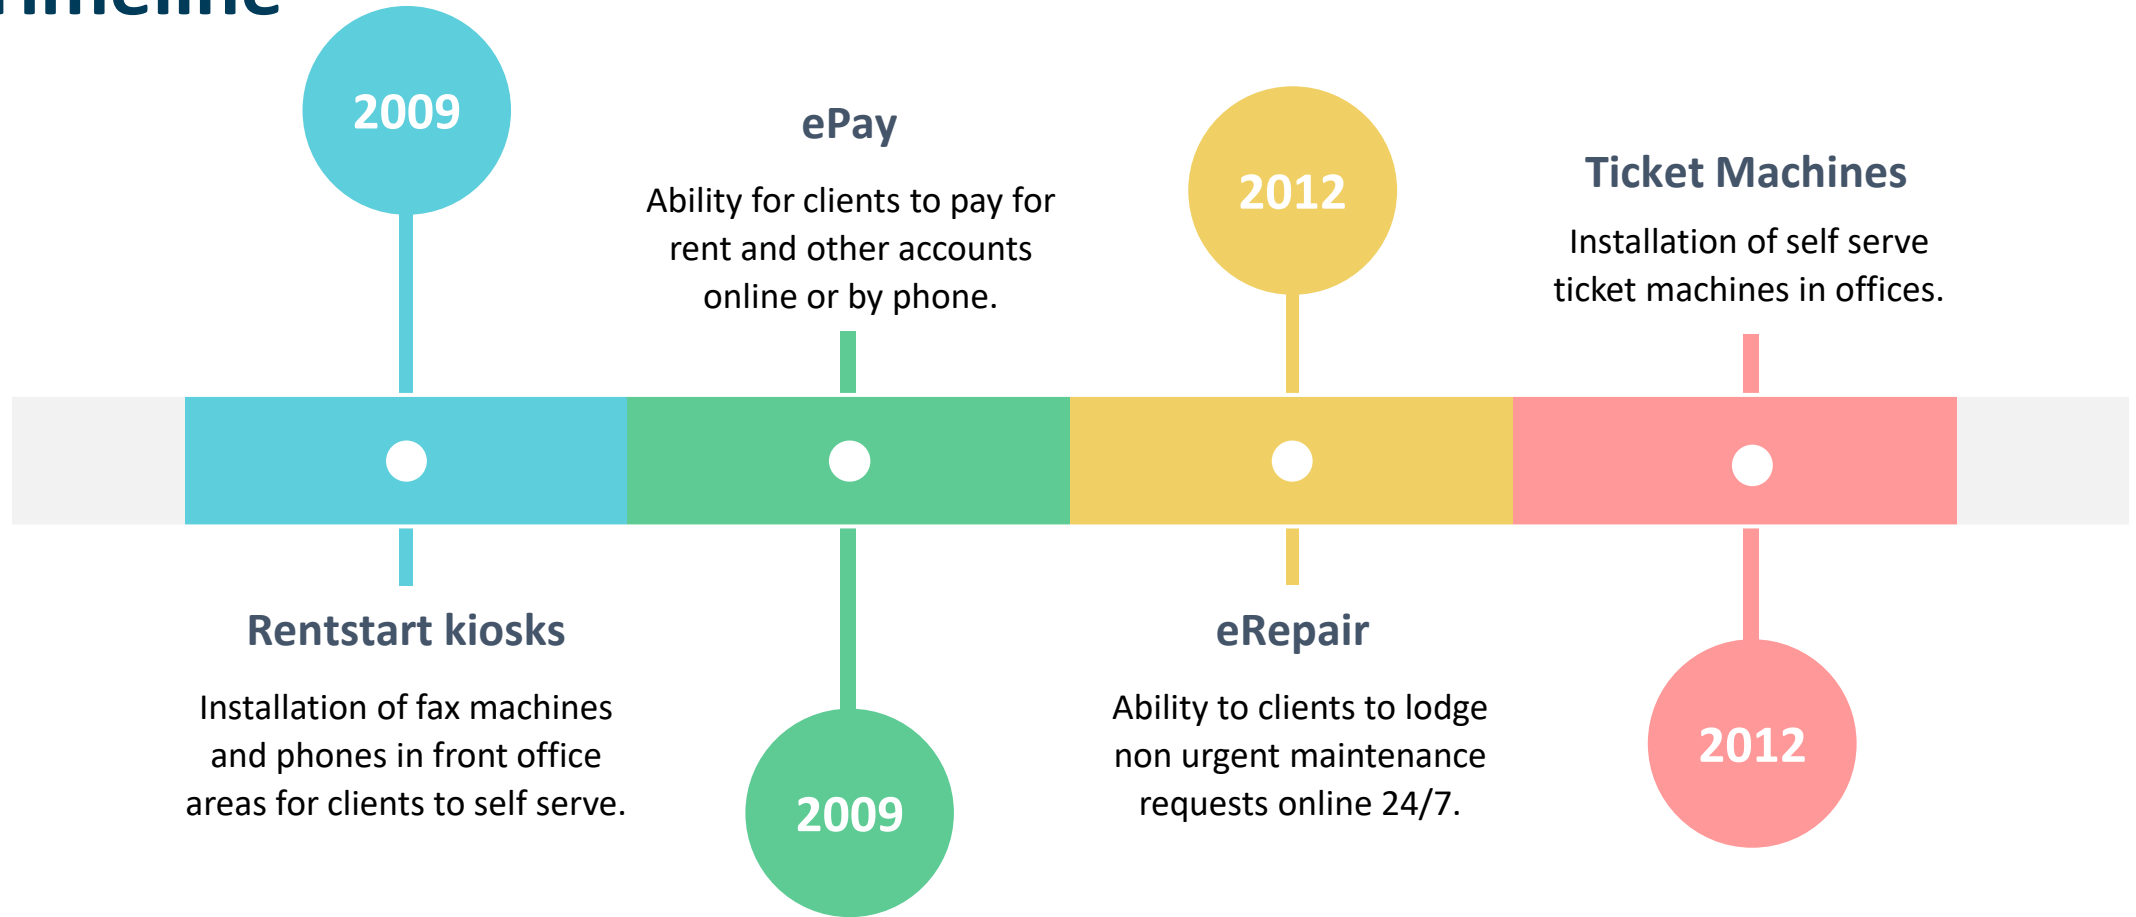 Timeline
2009
ePay
Ability for clients to pay for
rent and other accounts
online or by phone.
2012
Ticket Machines
Installation of self serve
ticket machines in offices.
Rentstart kiosks
Installation of fax machines
and phones in front office
areas for clients to self serve.
2009
eRepair
Ability to clients to lodge
non urgent maintenance
requests online 24/7.
2012